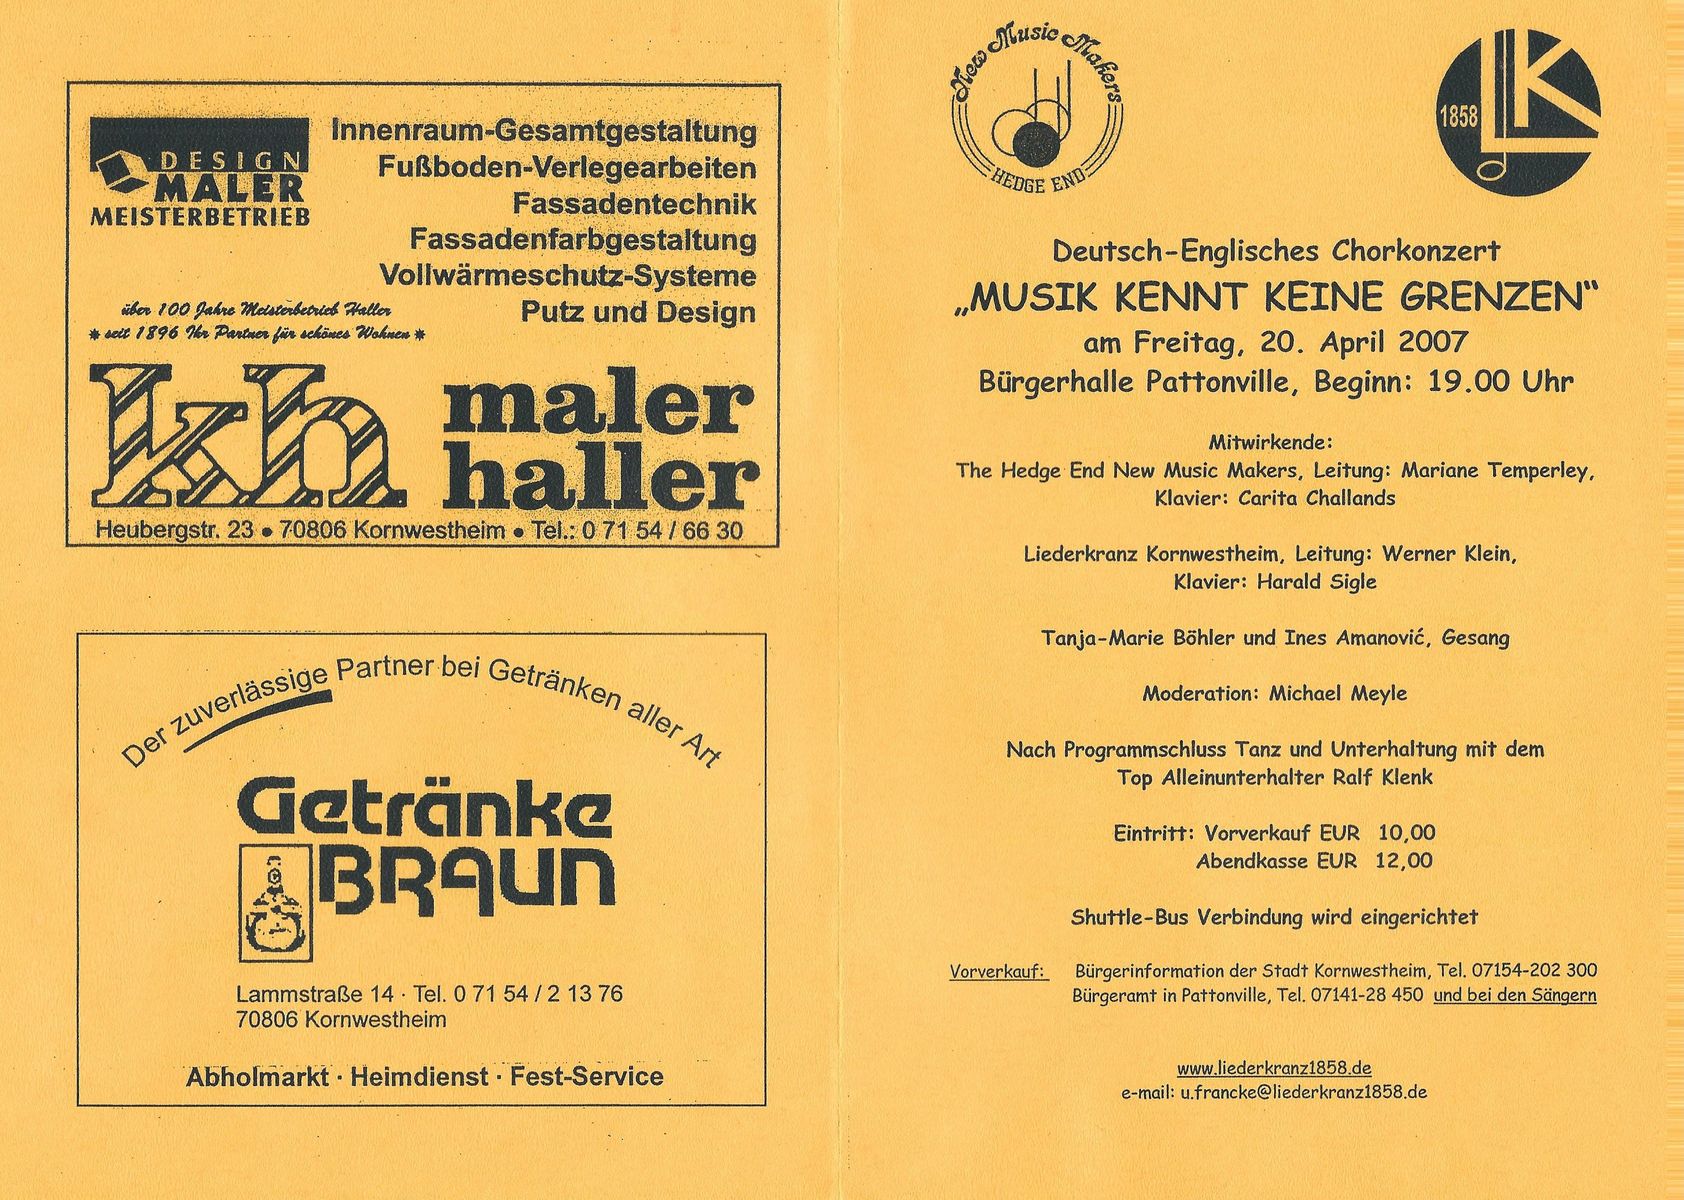 DESIGN
MALER
MEISTERBETRIEB
Innenraum-Gesamtgestaltung
Fußboden-Verlegearbeiten
Fassadentechnik
Fassadenfarbgestaltung
Vollwärmeschutz-Systeme
Putz und Design
über 100 Jahre Meisterbetrieb Haller
* seit 1896 Ihr Partner für schönes Wohnen *
kh
maler
haller
Heubergstr. 23 • 70806 Kornwestheim • Tel.: 0 71 54 / 66 30
Der zuverlässige Partner bei Getränken aller Art
Getränke
BRAUN
Lammstraße 14 · Tel. 0 71 54 / 2 13 76
70806 Kornwestheim
Abholmarkt · Heimdienst · Fest-Service
New Music Makers
HEDGE END
1858 LK
Deutsch-Englisches Chorkonzert
„MUSIK KENNT KEINE GRENZEN“
am Freitag, 20. April 2007
Bürgerhalle Pattonville, Beginn: 19.00 Uhr
Mitwirkende:
The Hedge End New Music Makers, Leitung: Mariane Temperley,
Klavier: Carita Challands
Liederkranz Kornwestheim, Leitung: Werner Klein,
Klavier: Harald Sigle
Tanja-Marie Böhler und Ines Amanović, Gesang
Moderation: Michael Meyle
Nach Programmschluss Tanz und Unterhaltung mit dem
Top Alleinunterhalter Ralf Klenk
Eintritt: Vorverkauf EUR 10,00
Abendkasse EUR 12,00
Shuttle-Bus Verbindung wird eingerichtet
Vorverkauf: Bürgerinformation der Stadt Kornwestheim, Tel. 07154-202 300
Bürgeramt in Pattonville, Tel. 07141-28 450 und bei den Sängern
www.liederkranz1858.de
e-mail: u.francke@liederkranz1858.de